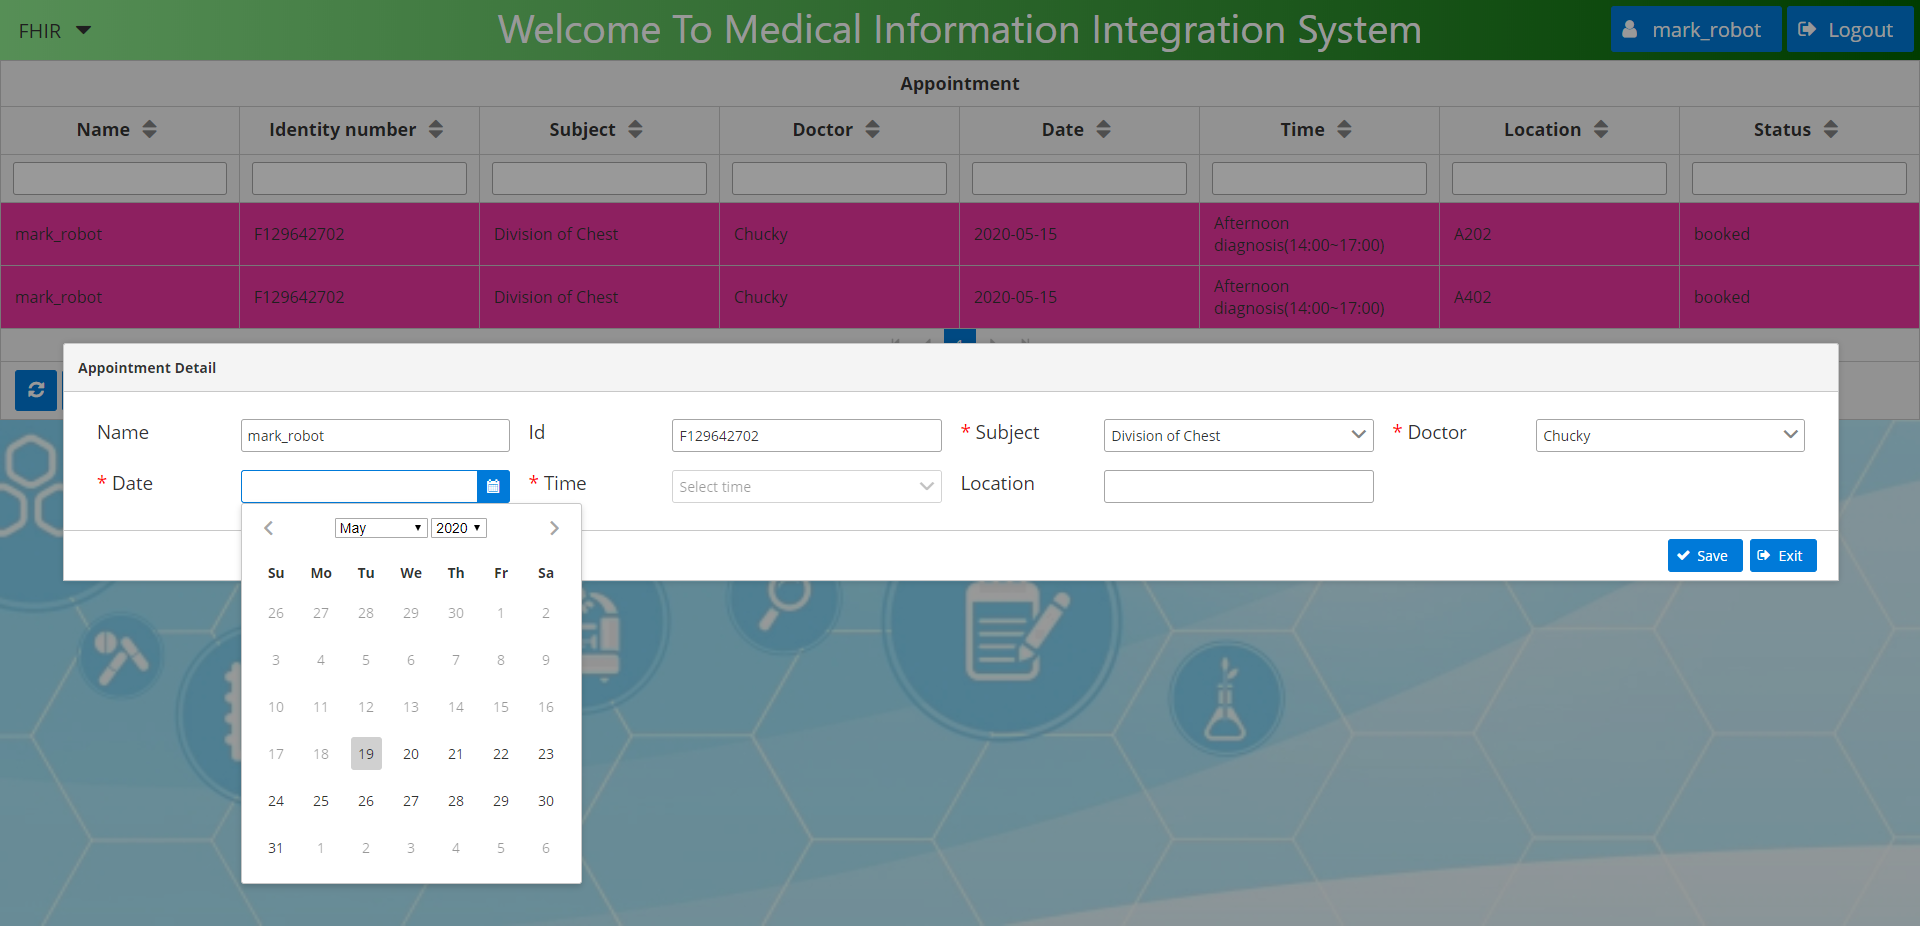 FHIR
Welcome To Medical Information Integration System
mark_robot
Logout
Appointment
Name Identity number Subject Doctor Date Time Location Status
mark_robot F129642702 Division of Chest Chucky 2020-05-15 Afternoon diagnosis(14:00~17:00) A202 booked
mark_robot F129642702 Division of Chest Chucky 2020-05-15 Afternoon diagnosis(14:00~17:00) A402 booked
1
Appointment Detail
Name mark_robot Id F129642702 * Subject Division of Chest * Doctor Chucky
* Date * Time Select time Location
May 2020
Su Mo Tu We Th Fr Sa
26 27 28 29 30 1 2
3 4 5 6 7 8 9
10 11 12 13 14 15 16
17 18 19 20 21 22 23
24 25 26 27 28 29 30
31 1 2 3 4 5 6
Save Exit